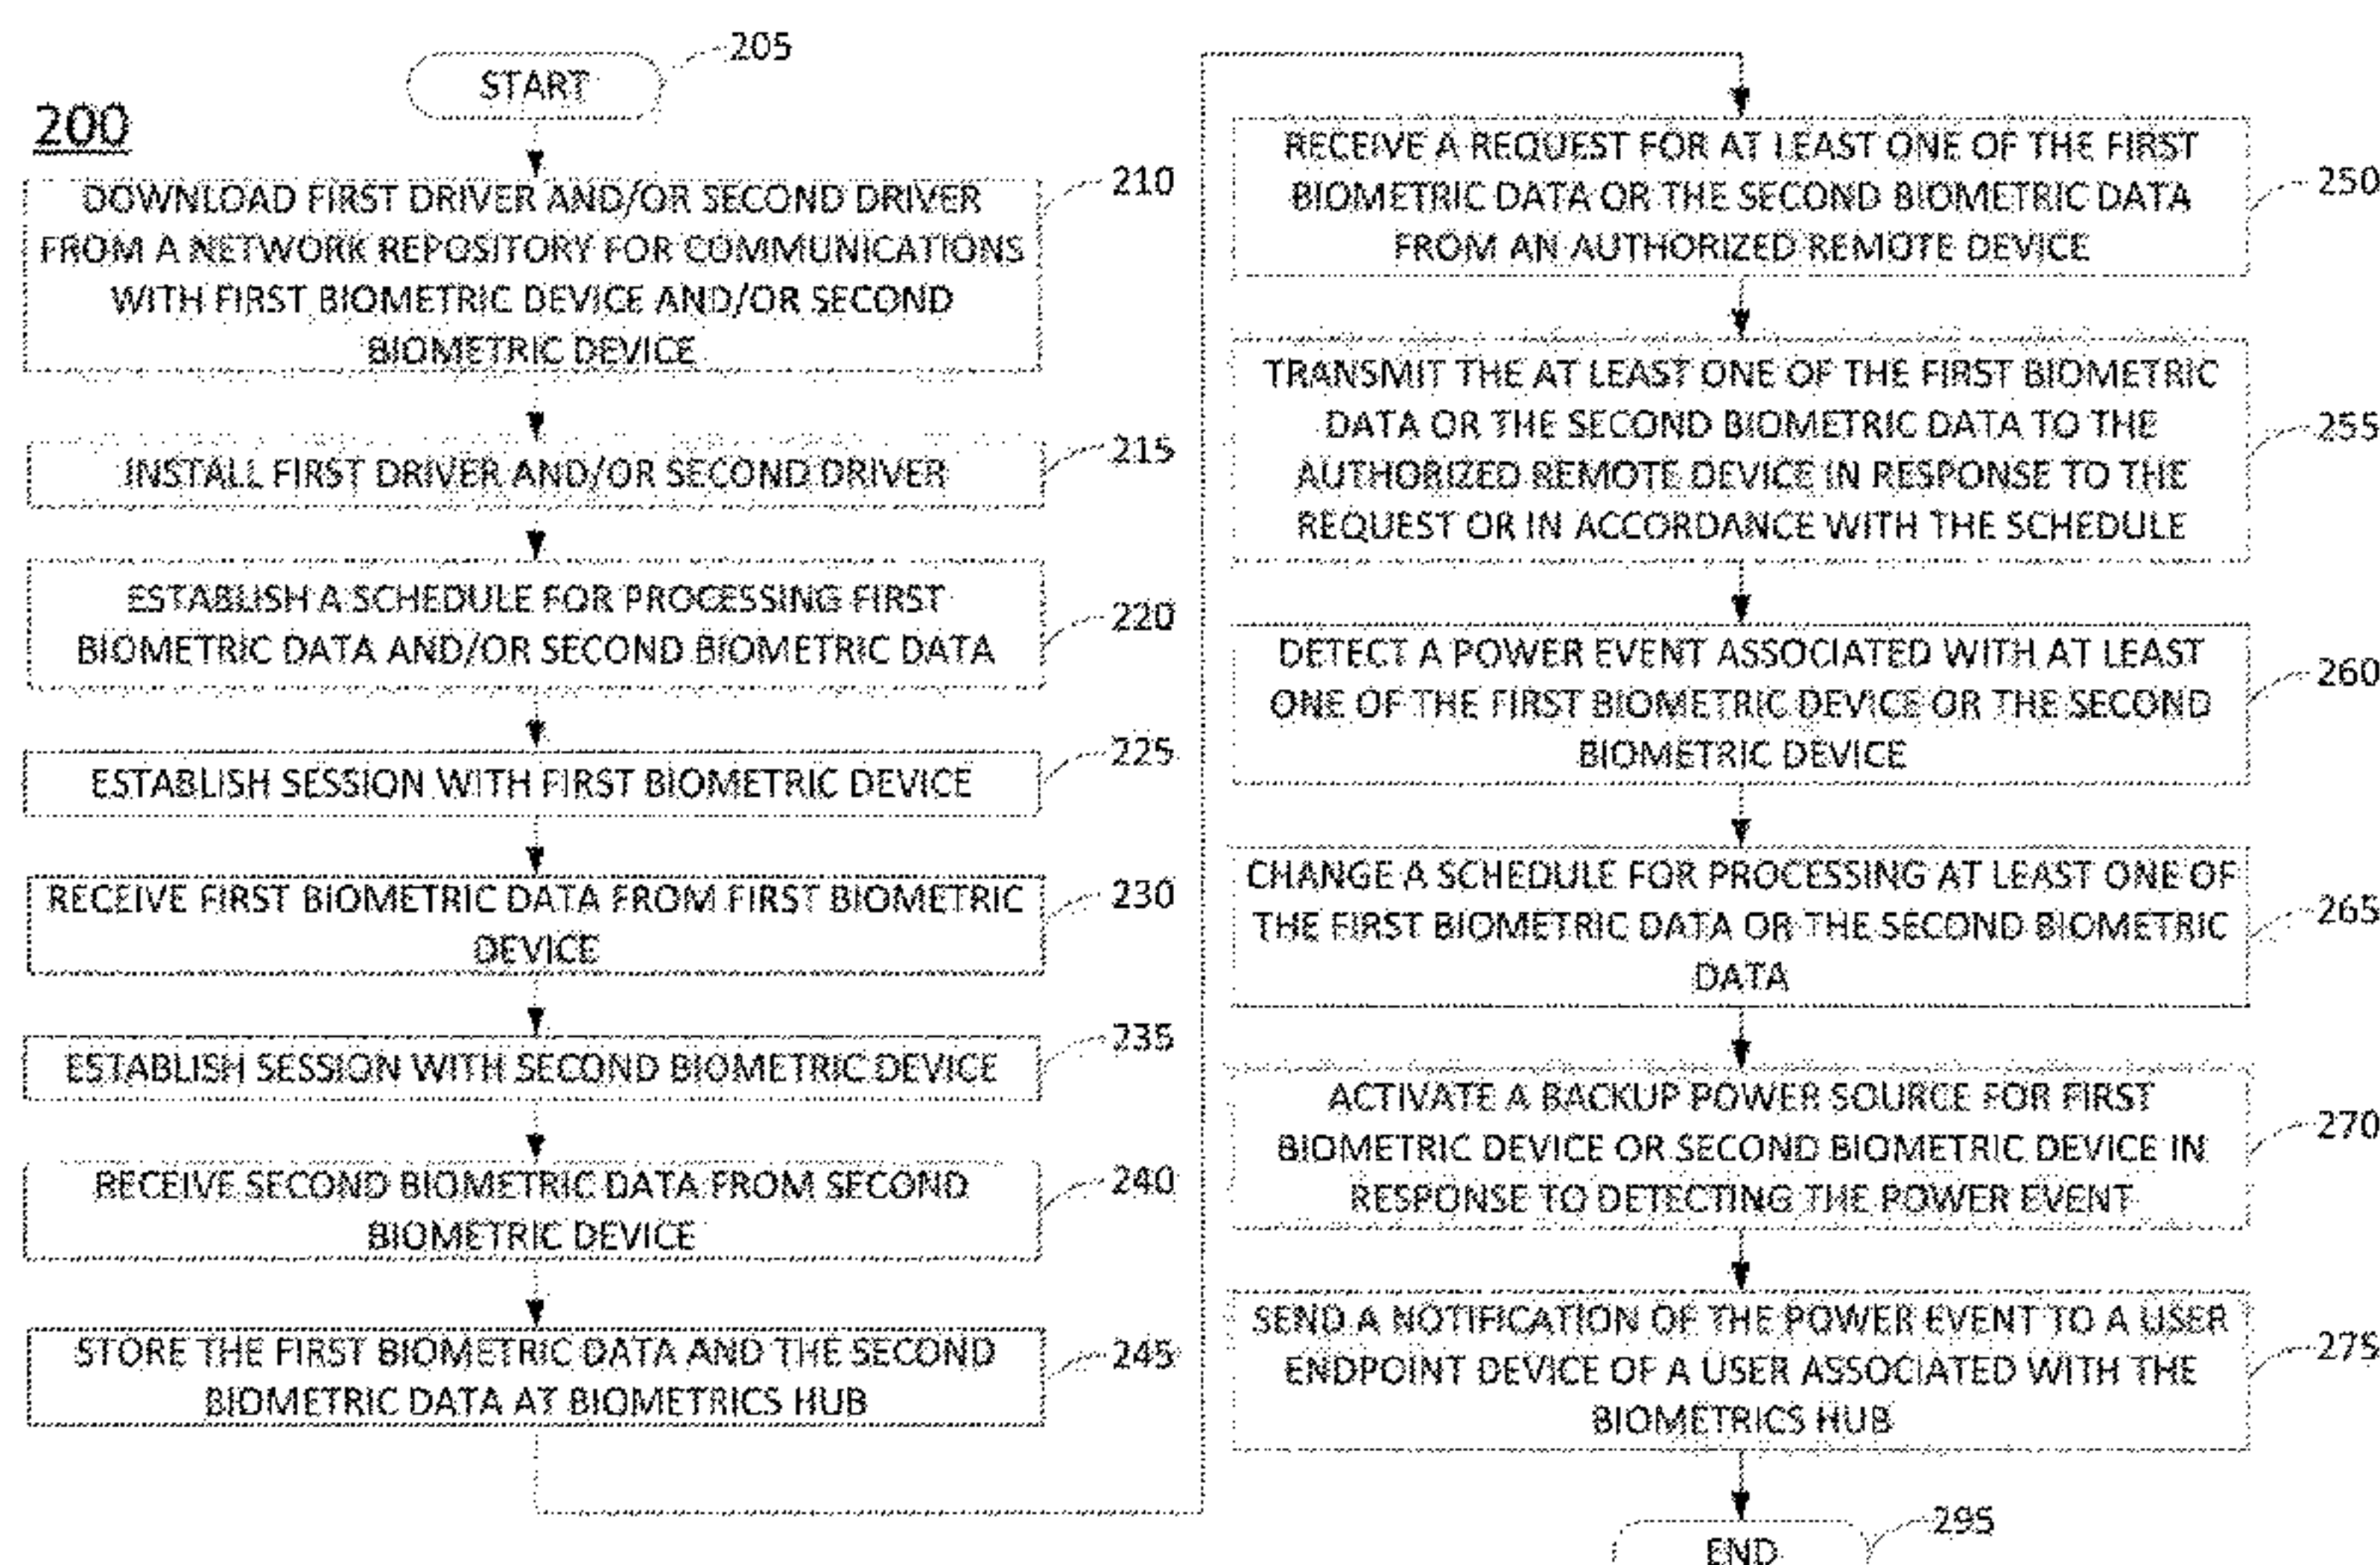 200
START
205
DOWNLOAD FIRST DRIVER AND/OR SECOND DRIVER
FROM A NETWORK REPOSITORY FOR COMMUNICATIONS
WITH FIRST BIOMETRIC DEVICE AND/OR SECOND
BIOMETRIC DEVICE
210
INSTALL FIRST DRIVER AND/OR SECOND DRIVER
215
ESTABLISH A SCHEDULE FOR PROCESSING FIRST
BIOMETRIC DATA AND/OR SECOND BIOMETRIC DATA
220
ESTABLISH SESSION WITH FIRST BIOMETRIC DEVICE
225
RECEIVE FIRST BIOMETRIC DATA FROM FIRST BIOMETRIC
DEVICE
230
ESTABLISH SESSION WITH SECOND BIOMETRIC DEVICE
235
RECEIVE SECOND BIOMETRIC DATA FROM SECOND
BIOMETRIC DEVICE
240
STORE THE FIRST BIOMETRIC DATA AND THE SECOND
BIOMETRIC DATA AT BIOMETRICS HUB
245
RECEIVE A REQUEST FOR AT LEAST ONE OF THE FIRST
BIOMETRIC DATA OR THE SECOND BIOMETRIC DATA
FROM AN AUTHORIZED REMOTE DEVICE
250
TRANSMIT THE AT LEAST ONE OF THE FIRST BIOMETRIC
DATA OR THE SECOND BIOMETRIC DATA TO THE
AUTHORIZED REMOTE DEVICE IN RESPONSE TO THE
REQUEST OR IN ACCORDANCE WITH THE SCHEDULE
255
DETECT A POWER EVENT ASSOCIATED WITH AT LEAST
ONE OF THE FIRST BIOMETRIC DEVICE OR THE SECOND
BIOMETRIC DEVICE
260
CHANGE A SCHEDULE FOR PROCESSING AT LEAST ONE OF
THE FIRST BIOMETRIC DATA OR THE SECOND BIOMETRIC
DATA
265
ACTIVATE A BACKUP POWER SOURCE FOR FIRST
BIOMETRIC DEVICE OR SECOND BIOMETRIC DEVICE IN
RESPONSE TO DETECTING THE POWER EVENT
270
SEND A NOTIFICATION OF THE POWER EVENT TO A USER
ENDPOINT DEVICE OF A USER ASSOCIATED WITH THE
BIOMETRICS HUB
275
END
295